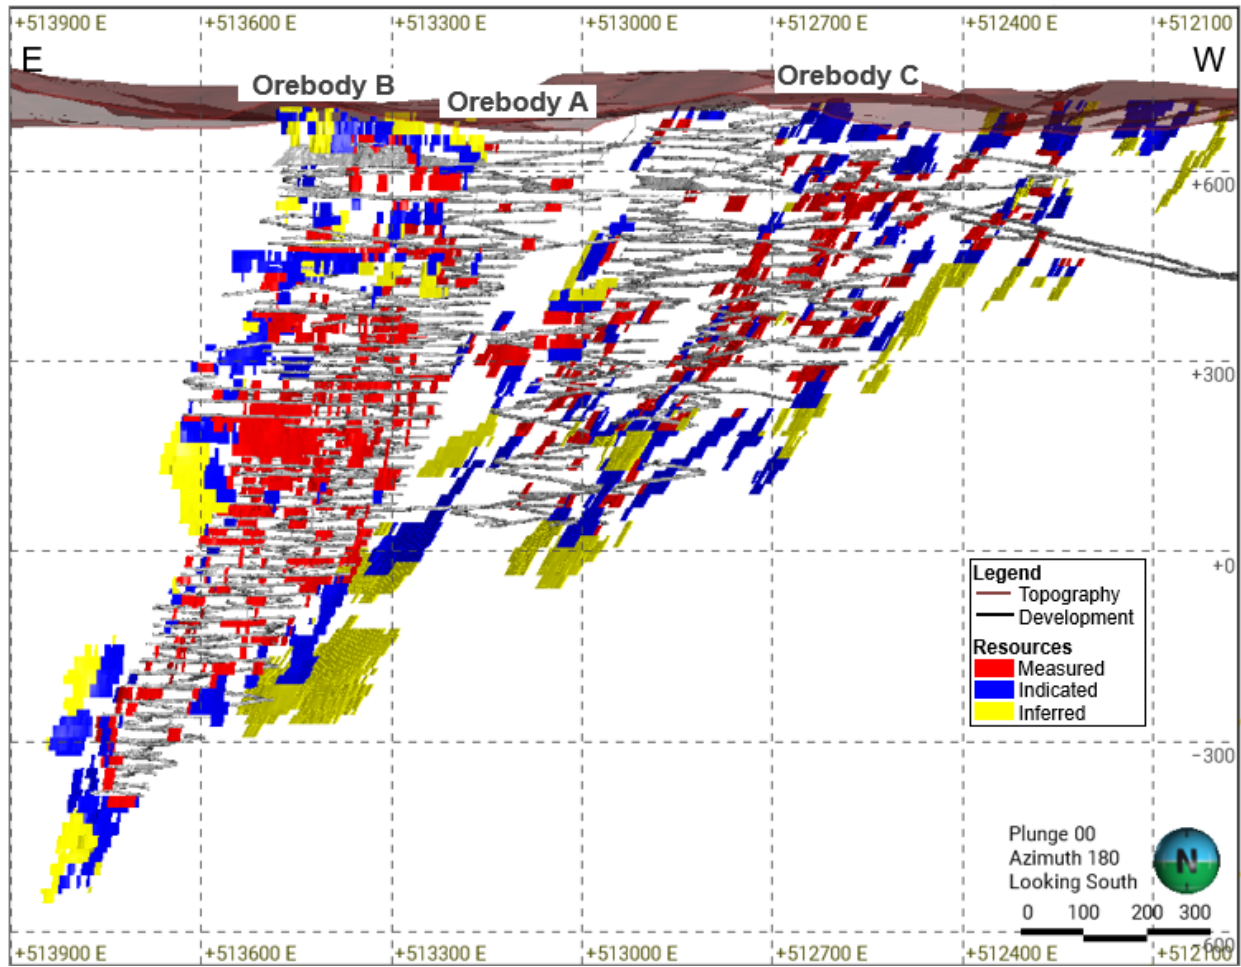 +513900 E +513600 E +513300 E +513000 E +512700 E +512400 E +512100
E W
Orebody B Orebody A Orebody C
+600
+300
+0
Legend
Topography
Development
Resources
Measured
Indicated
Inferred
-300
Plunge 00
Azimuth 180
Looking South
N
0 100 200 300
-600
+513900 E +513600 E +513300 E +513000 E +512700 E +512400 E +512100